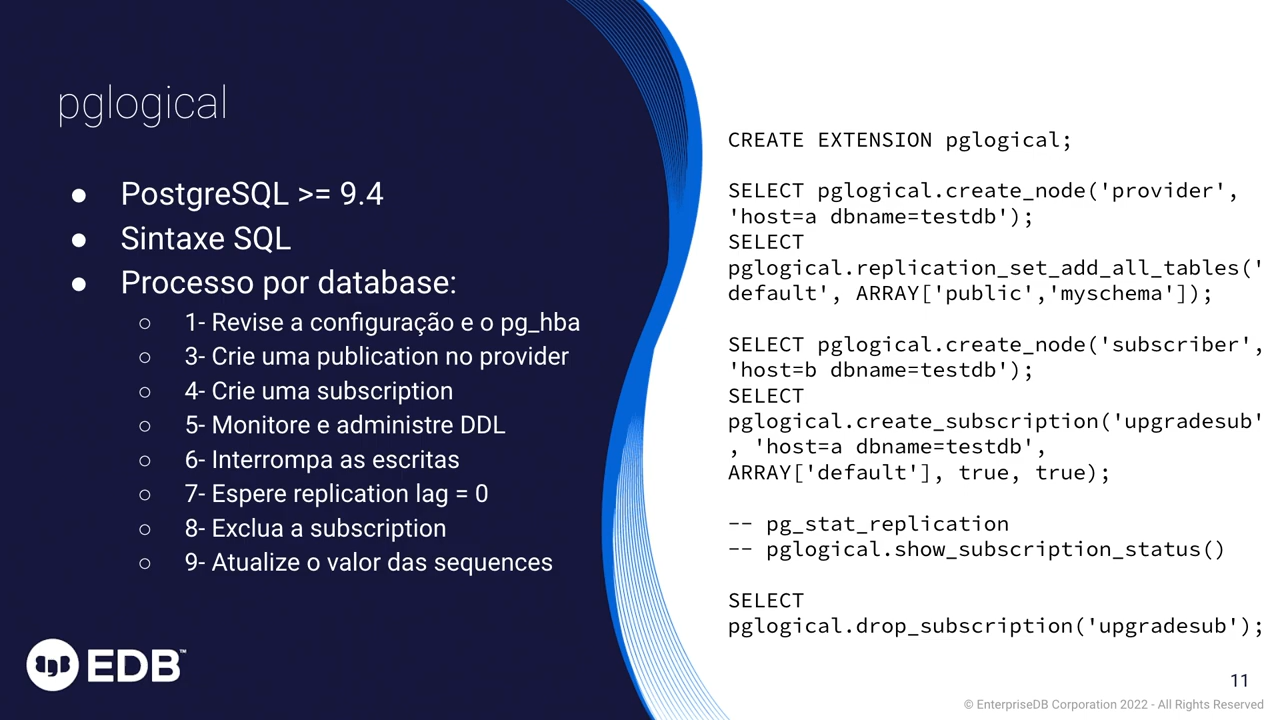 pglogical
● PostgreSQL >= 9.4
● Sintaxe SQL
● Processo por database:
○ 1- Revise a configuração e o pg_hba
○ 3- Crie uma publication no provider
○ 4- Crie uma subscription
○ 5- Monitore e administre DDL
○ 6- Interrompa as escritas
○ 7- Espere replication lag = 0
○ 8- Exclua a subscription
○ 9- Atualize o valor das sequences
CREATE EXTENSION pglogical;
SELECT pglogical.create_node('provider',
'host=a dbname=testdb');
SELECT
pglogical.replication_set_add_all_tables('
default', ARRAY['public','myschema']);
SELECT pglogical.create_node('subscriber',
'host=b dbname=testdb');
SELECT
pglogical.create_subscription('upgradesub'
, 'host=a dbname=testdb',
ARRAY['default'], true, true);
-- pg_stat_replication
-- pglogical.show_subscription_status()
SELECT
pglogical.drop_subscription('upgradesub');
EDB™
11
© EnterpriseDB Corporation 2022 - All Rights Reserved